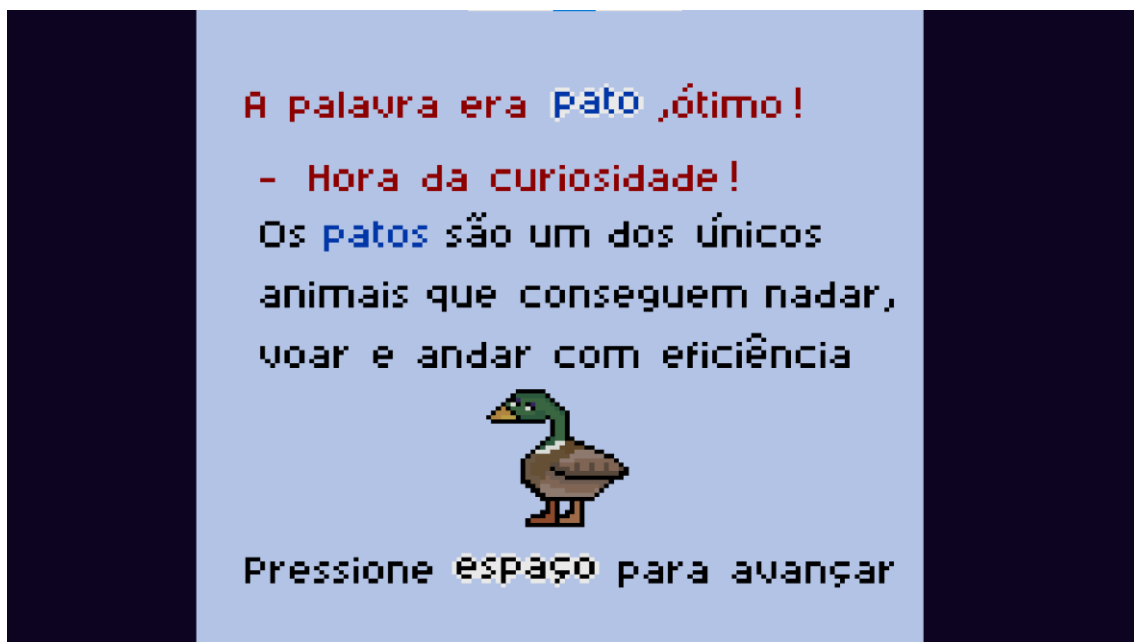 A palavra era pato ,ótimo!
- Hora da curiosidade!
Os patos são um dos únicos
animais que conseguem nadar,
voar e andar com eficiência
Pressione espaço para avançar